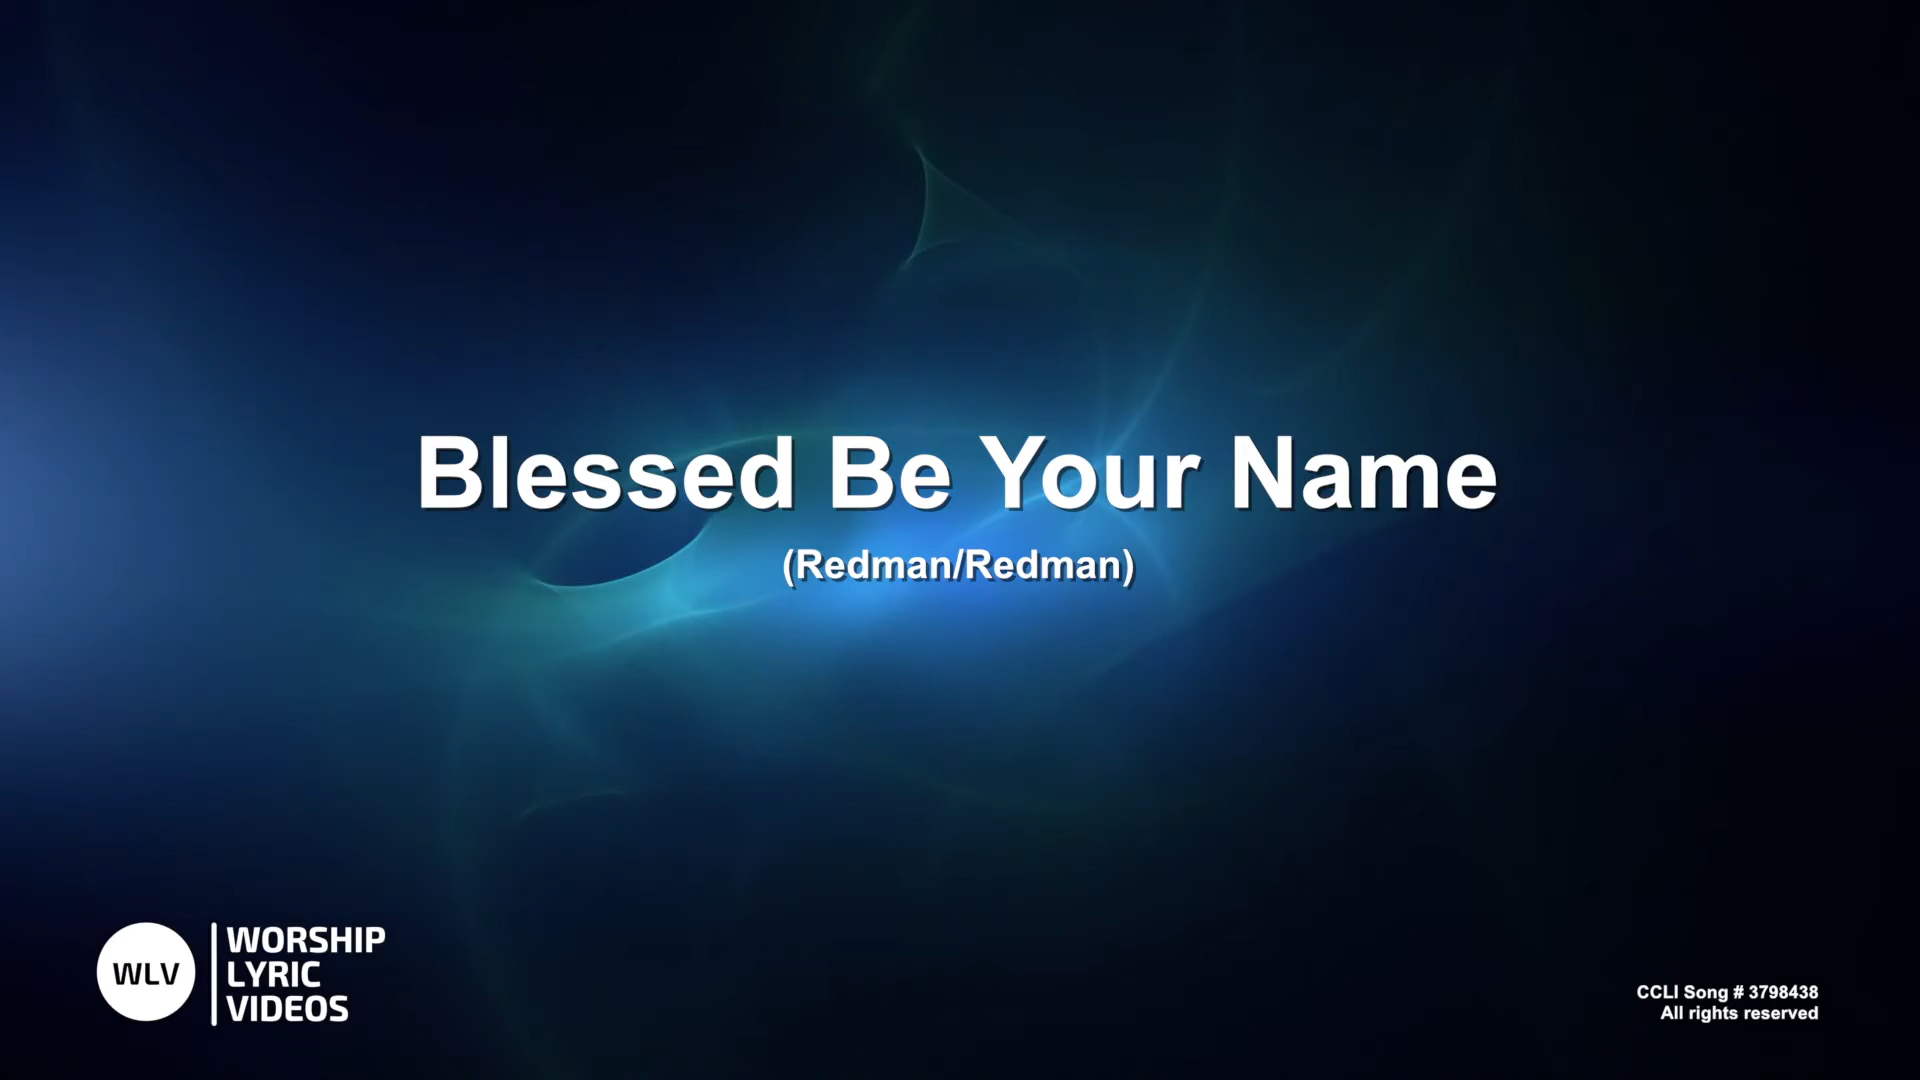 Blessed Be Your Name
(Redman/Redman)
WLV
WORSHIP
LYRIC
VIDEOS
CCLI Song # 3798438
All rights reserved